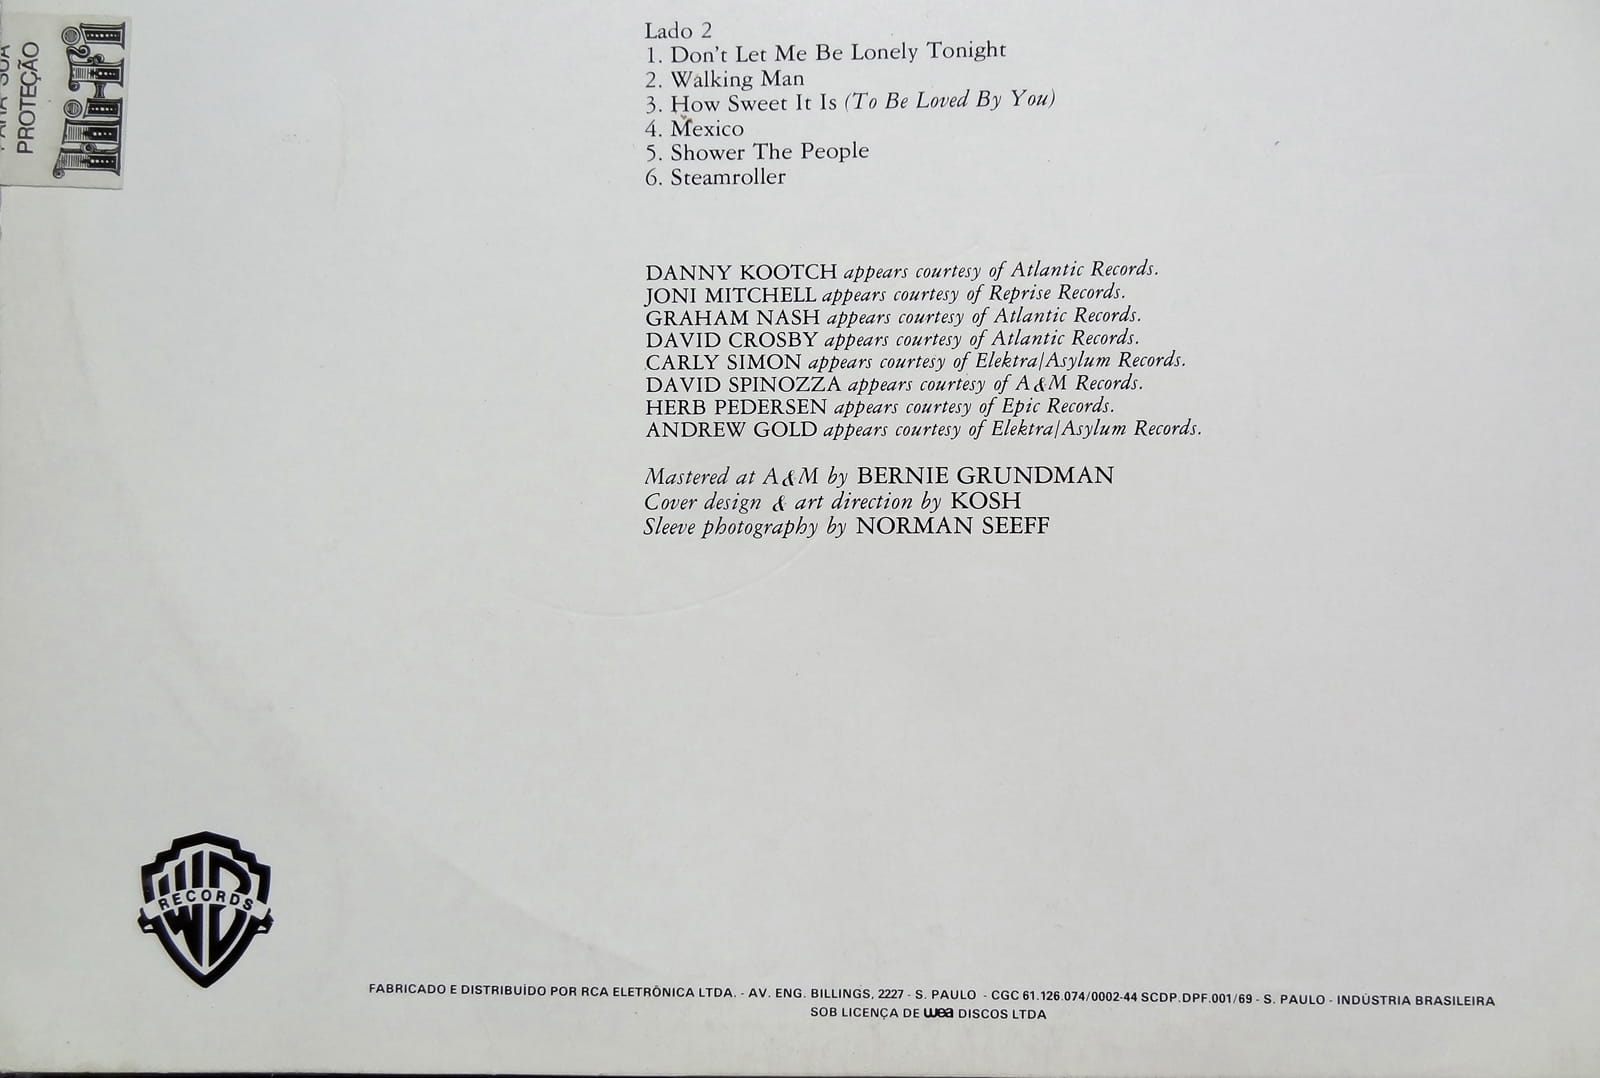 PARA SUA
PROTEÇÃO
Hi-Fi
Lado 2
1. Don't Let Me Be Lonely Tonight
2. Walking Man
3. How Sweet It Is (To Be Loved By You)
4. Mexico
5. Shower The People
6. Steamroller
DANNY KOOTCH appears courtesy of Atlantic Records.
JONI MITCHELL appears courtesy of Reprise Records.
GRAHAM NASH appears courtesy of Atlantic Records.
DAVID CROSBY appears courtesy of Atlantic Records.
CARLY SIMON appears courtesy of Elektra/Asylum Records.
DAVID SPINOZZA appears courtesy of A&M Records.
HERB PEDERSEN appears courtesy of Epic Records.
ANDREW GOLD appears courtesy of Elektra/Asylum Records.
Mastered at A&M by BERNIE GRUNDMAN
Cover design & art direction by KOSH
Sleeve photography by NORMAN SEEFF
WB
RECORDS
FABRICADO E DISTRIBUÍDO POR RCA ELETRÔNICA LTDA. - AV. ENG. BILLINGS, 2227 - S. PAULO - CGC 61.126.074/0002-44 SCDP.DPF.001/69 - S. PAULO - INDÚSTRIA BRASILEIRA
SOB LICENÇA DE wea DISCOS LTDA